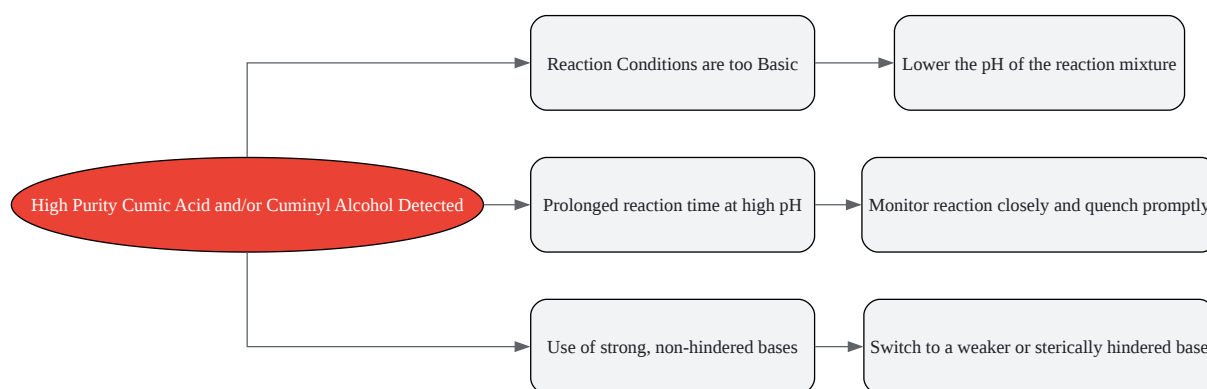 Reaction Conditions are too Basic
Lower the pH of the reaction mixture
High Purity Cumic Acid and/or Cuminyl Alcohol Detected
Prolonged reaction time at high pH
Monitor reaction closely and quench promptly
Use of strong, non-hindered bases
Switch to a weaker or sterically hindered base